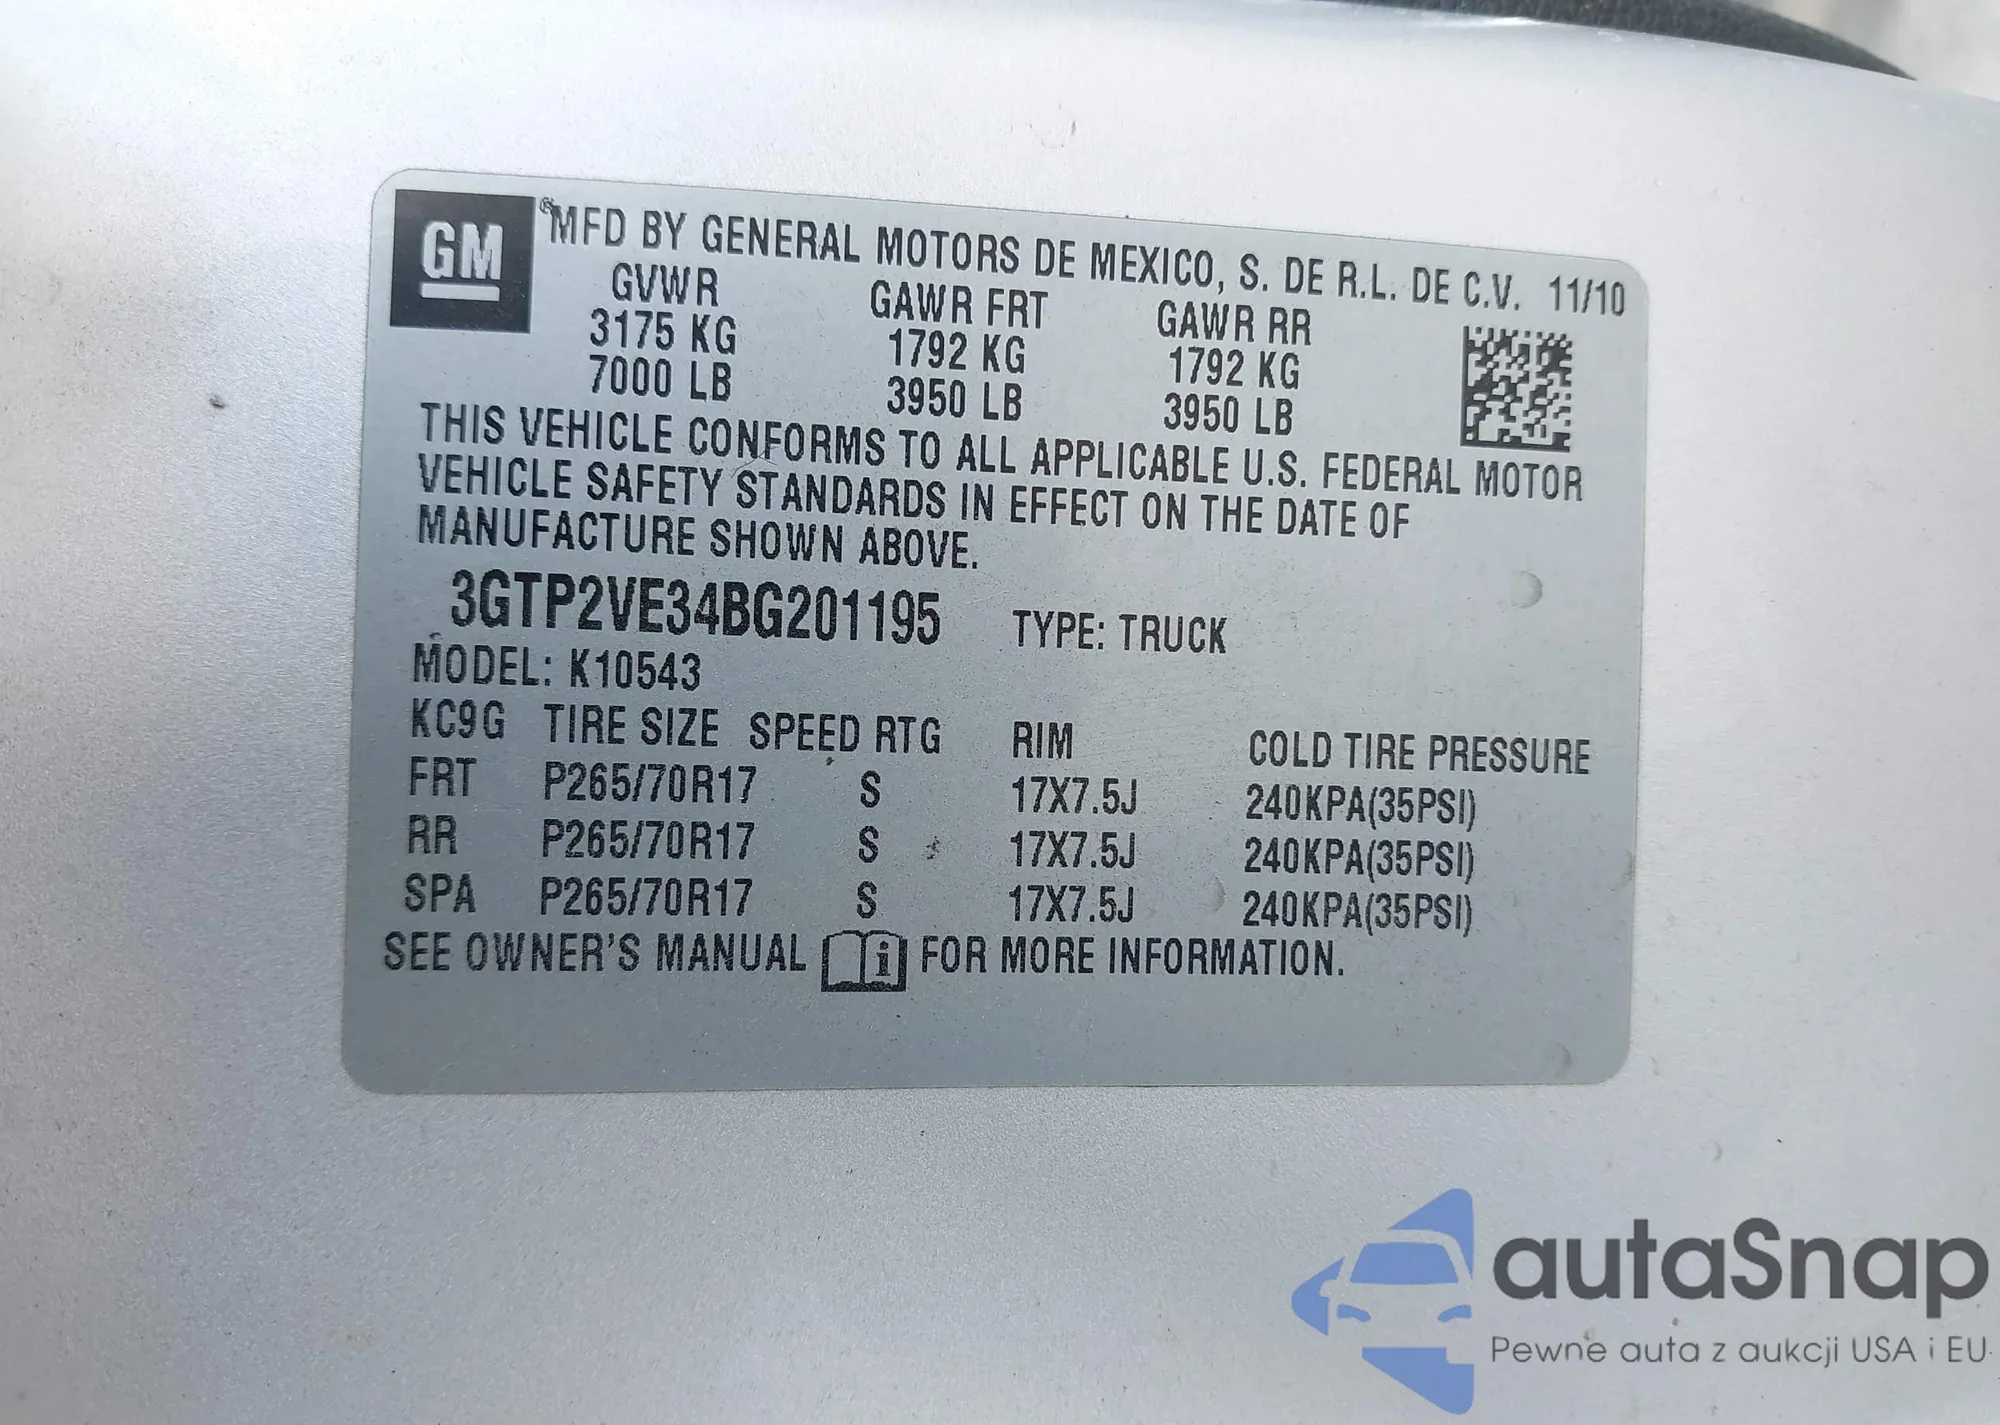 GM
® MFD BY GENERAL MOTORS DE MEXICO, S. DE R.L. DE C.V. 11/10
GVWR GAWR FRT GAWR RR
3175 KG 1792 KG 1792 KG
7000 LB 3950 LB 3950 LB
THIS VEHICLE CONFORMS TO ALL APPLICABLE U.S. FEDERAL MOTOR
VEHICLE SAFETY STANDARDS IN EFFECT ON THE DATE OF
MANUFACTURE SHOWN ABOVE.
3GTP2VE34BG201195 TYPE: TRUCK
MODEL: K10543
KC9G TIRE SIZE SPEED RTG RIM COLD TIRE PRESSURE
FRT P265/70R17 S 17X7.5J 240KPA(35PSI)
RR P265/70R17 S 17X7.5J 240KPA(35PSI)
SPA P265/70R17 S 17X7.5J 240KPA(35PSI)
SEE OWNER'S MANUAL i FOR MORE INFORMATION.
autaSnap
Pewne auta z aukcji USA i EU